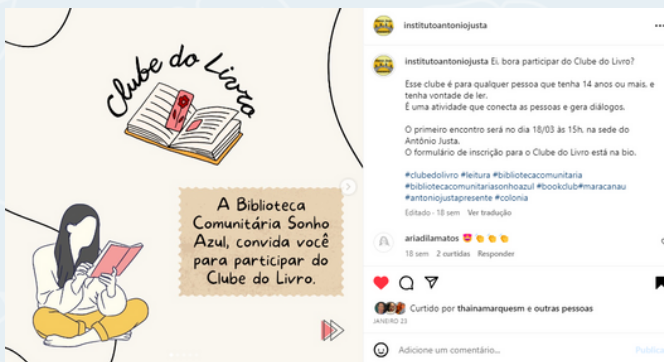 Clube do Livro
A Biblioteca
Comunitária Sonho
Azul, convida você
para participar do
Clube do Livro.
institutoantoniojusta
institutoantoniojusta Ei, bora participar do Clube do Livro?
Esse clube é para qualquer pessoa que tenha 14 anos ou mais, e
tenha vontade de ler.
É uma atividade que conecta as pessoas e gera diálogos.
O primeiro encontro será no dia 18/03 às 15h, na sede do
Antônio Justa.
O formulário de inscrição para o Clube do Livro está na bio.
#clubedolivro #leitura #bibliotecacomunitaria
#bibliotecacomunitariasonhoazul #bookclub#maracanau
#antoniojustapresente #colonia
Editado · 18 sem Ver tradução
ariadilamatos 😍 👏 👏 👏
18 sem 2 curtidas Responder
Curtido por thainamarquesm e outras pessoas
JANEIRO 23
Adicione um comentário...